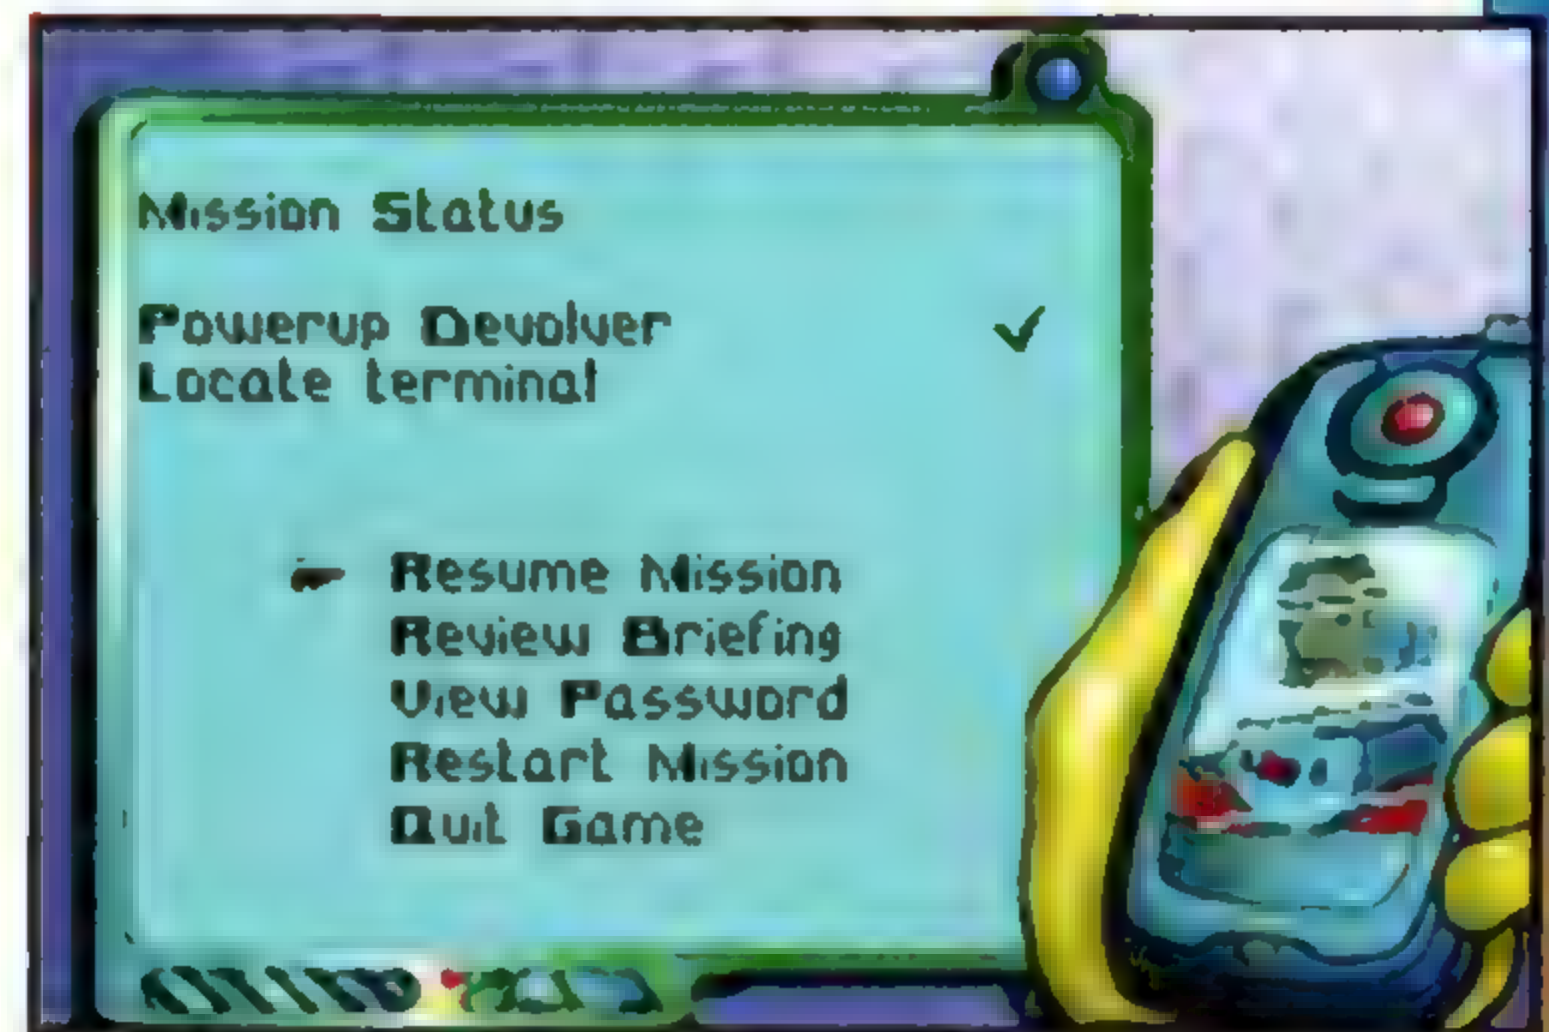 Mission Status
Powerup Devolver ✓
Locate terminal
Resume Mission
Review Briefing
View Password
Restart Mission
Quit Game